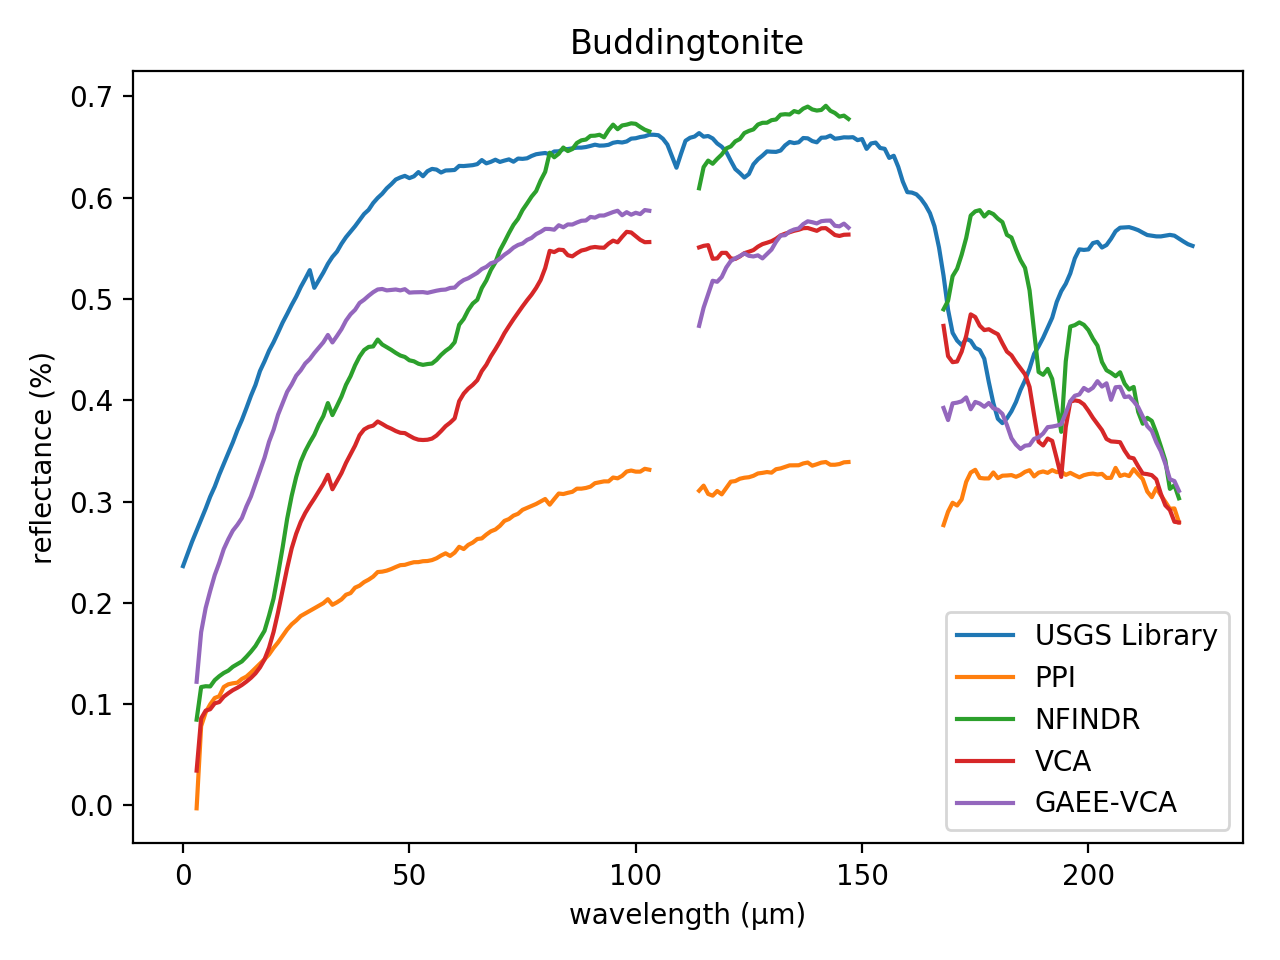 Buddingtonite
reflectance (%)
0.7
0.6
0.5
0.4
0.3
0.2
0.1
0.0
USGS Library
PPI
NFINDR
VCA
GAEE-VCA
0 50 100 150 200
wavelength (μm)